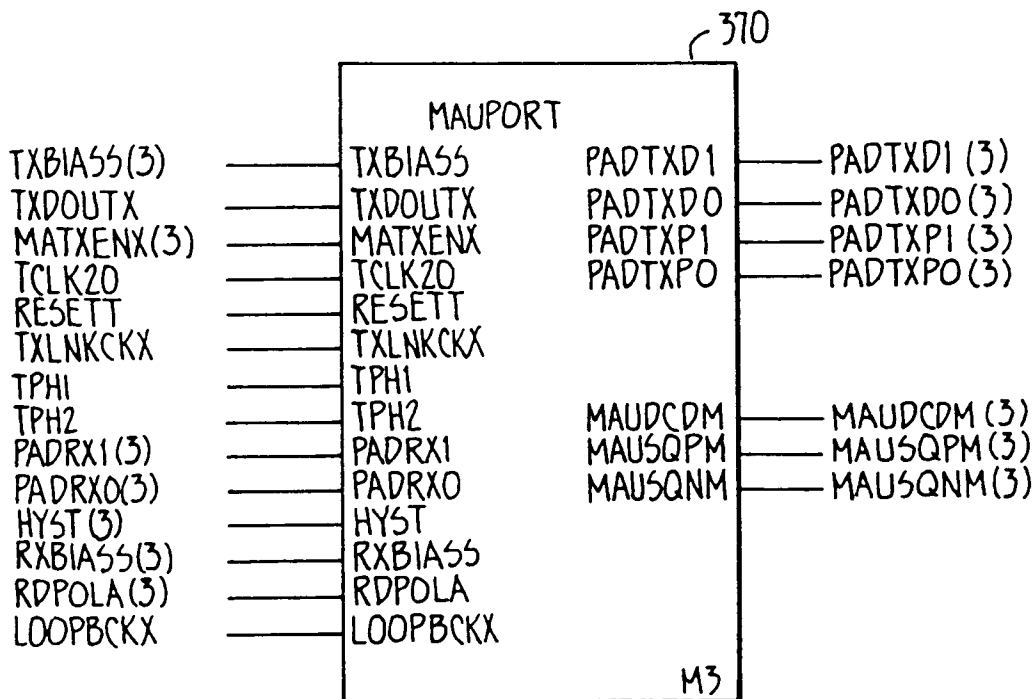 370
MAUPORT
TXBIASS(3) TXBIASS PADTXD1 PADTXD1(3)
TXDOUTX TXDOUTX PADTXD0 PADTXD0(3)
MATXENX(3) MATXENX PADTXP1 PADTXP1(3)
TCLK20 TCLK20 PADTXP0 PADTXP0(3)
RESETT RESETT
TXLNKCKX TXLNKCKX
TPH1 TPH1
TPH2 TPH2 MAUDCDM MAUDCDM(3)
PADRX1(3) PADRX1 MAUSQPM MAUSQPM(3)
PADRX0(3) PADRX0 MAUSQNM MAUSQNM(3)
HYST(3) HYST
RXBIASS(3) RXBIASS
RDPOLA(3) RDPOLA
LOOPBCKX LOOPBCKX
M3